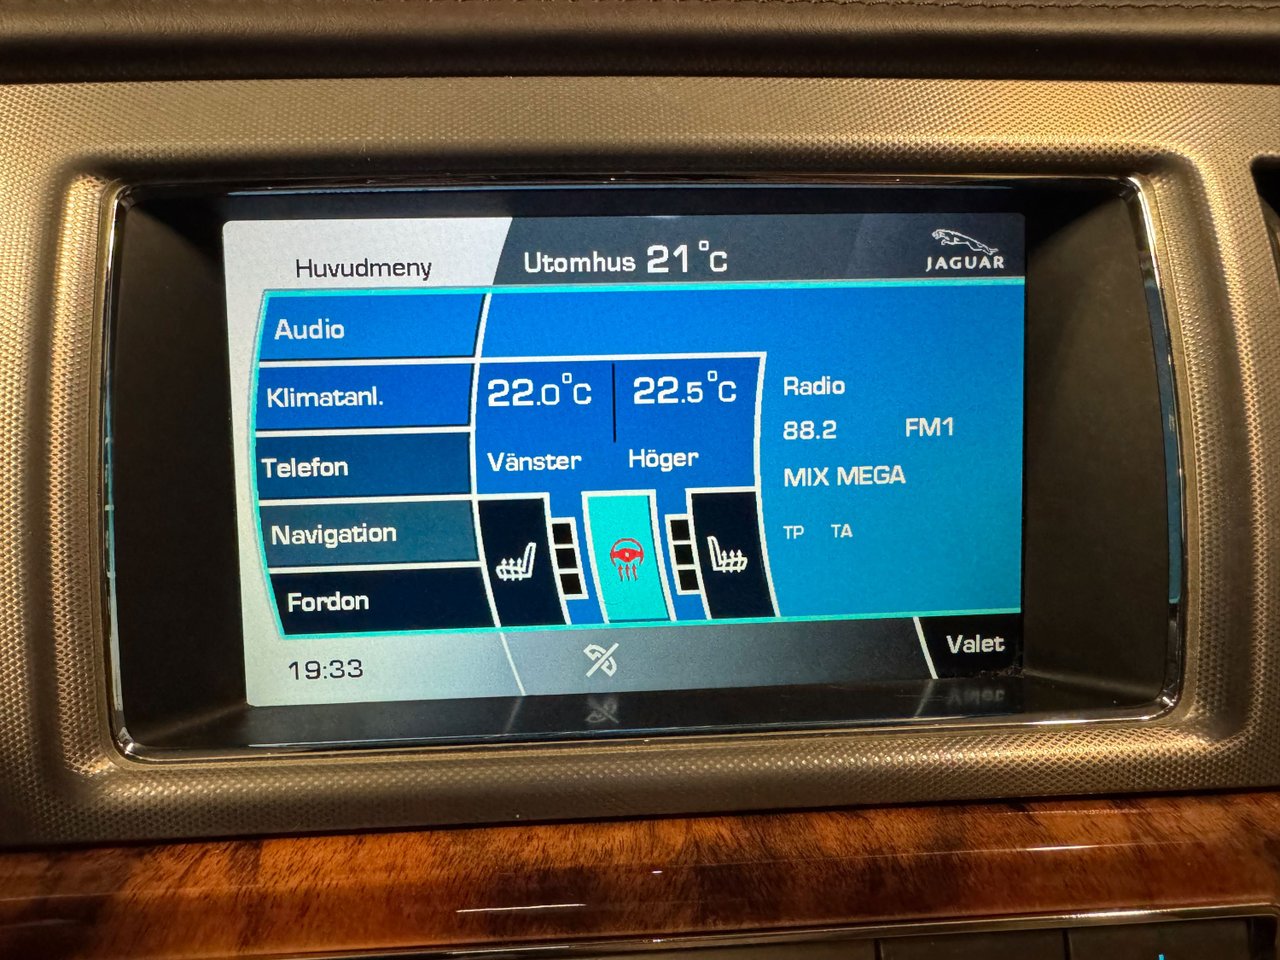 Huvudmeny
Utomhus 21°C
JAGUAR
Audio
Klimatanl.
Telefon
Navigation
Fordon
22.0°C
22.5°C
Vänster
Höger
Radio
88.2 FM1
MIX MEGA
TP TA
19:33
Valet